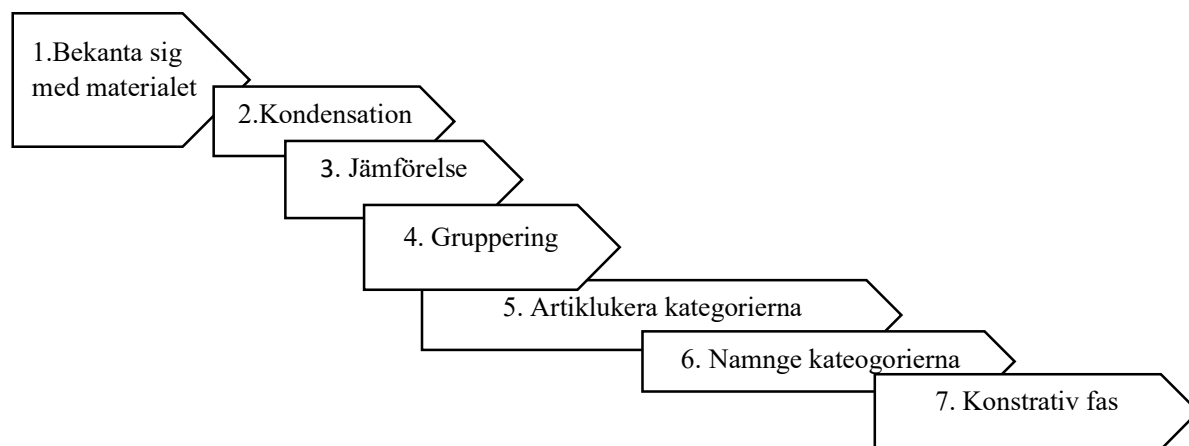 1.Bekanta sig
med materialet
2.Kondensation
3. Jämförelse
4. Gruppering
5. Artiklukera kategorierna
6. Namnge kateogorierna
7. Konstrativ fas